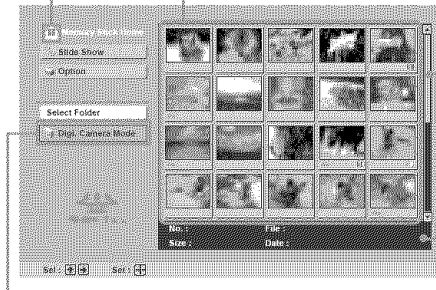 Memory Stick Home
Slide Show
Option
Select Folder
Digi. Camera Mode
No. :
File :
Size :
Date :
Sel :
Set :